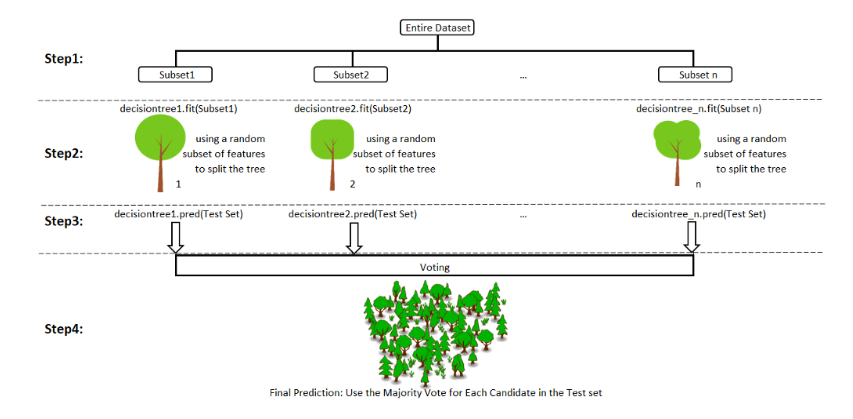 Entire Dataset
Step1:
Subset1
Subset2
...
Subset n
decisiontree1.fit(Subset1)
decisiontree2.fit(Subset2)
decisiontree_n.fit(Subset n)
Step2:
using a random
subset of features
to split the tree
1
using a random
subset of features
to split the tree
2
using a random
subset of features
to split the tree
n
Step3:
decisiontree1.pred(Test Set)
decisiontree2.pred(Test Set)
...
decisiontree_n.pred(Test Set)
Voting
Step4:
Final Prediction: Use the Majority Vote for Each Candidate in the Test set